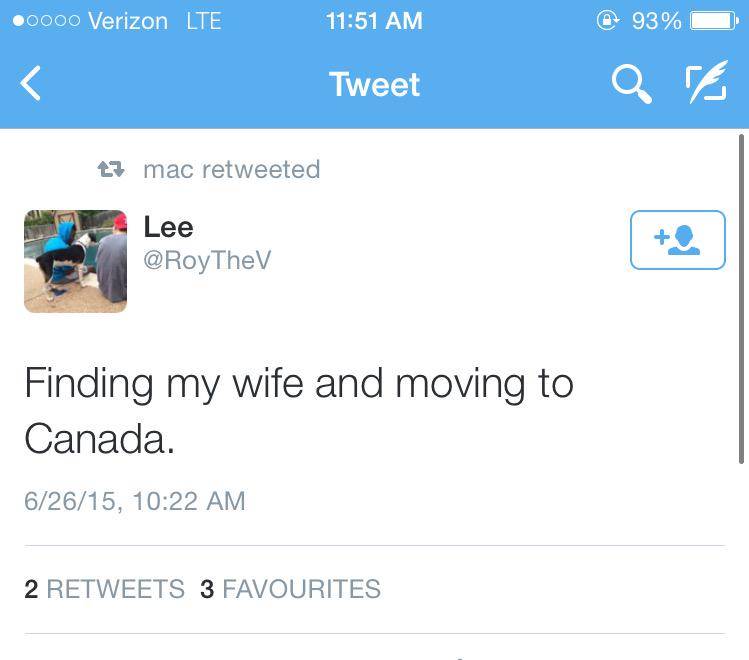 Verizon LTE 11:51 AM 93%
Tweet
mac retweeted
Lee
@RoyTheV
Finding my wife and moving to
Canada.
6/26/15, 10:22 AM
2 RETWEETS 3 FAVOURITES